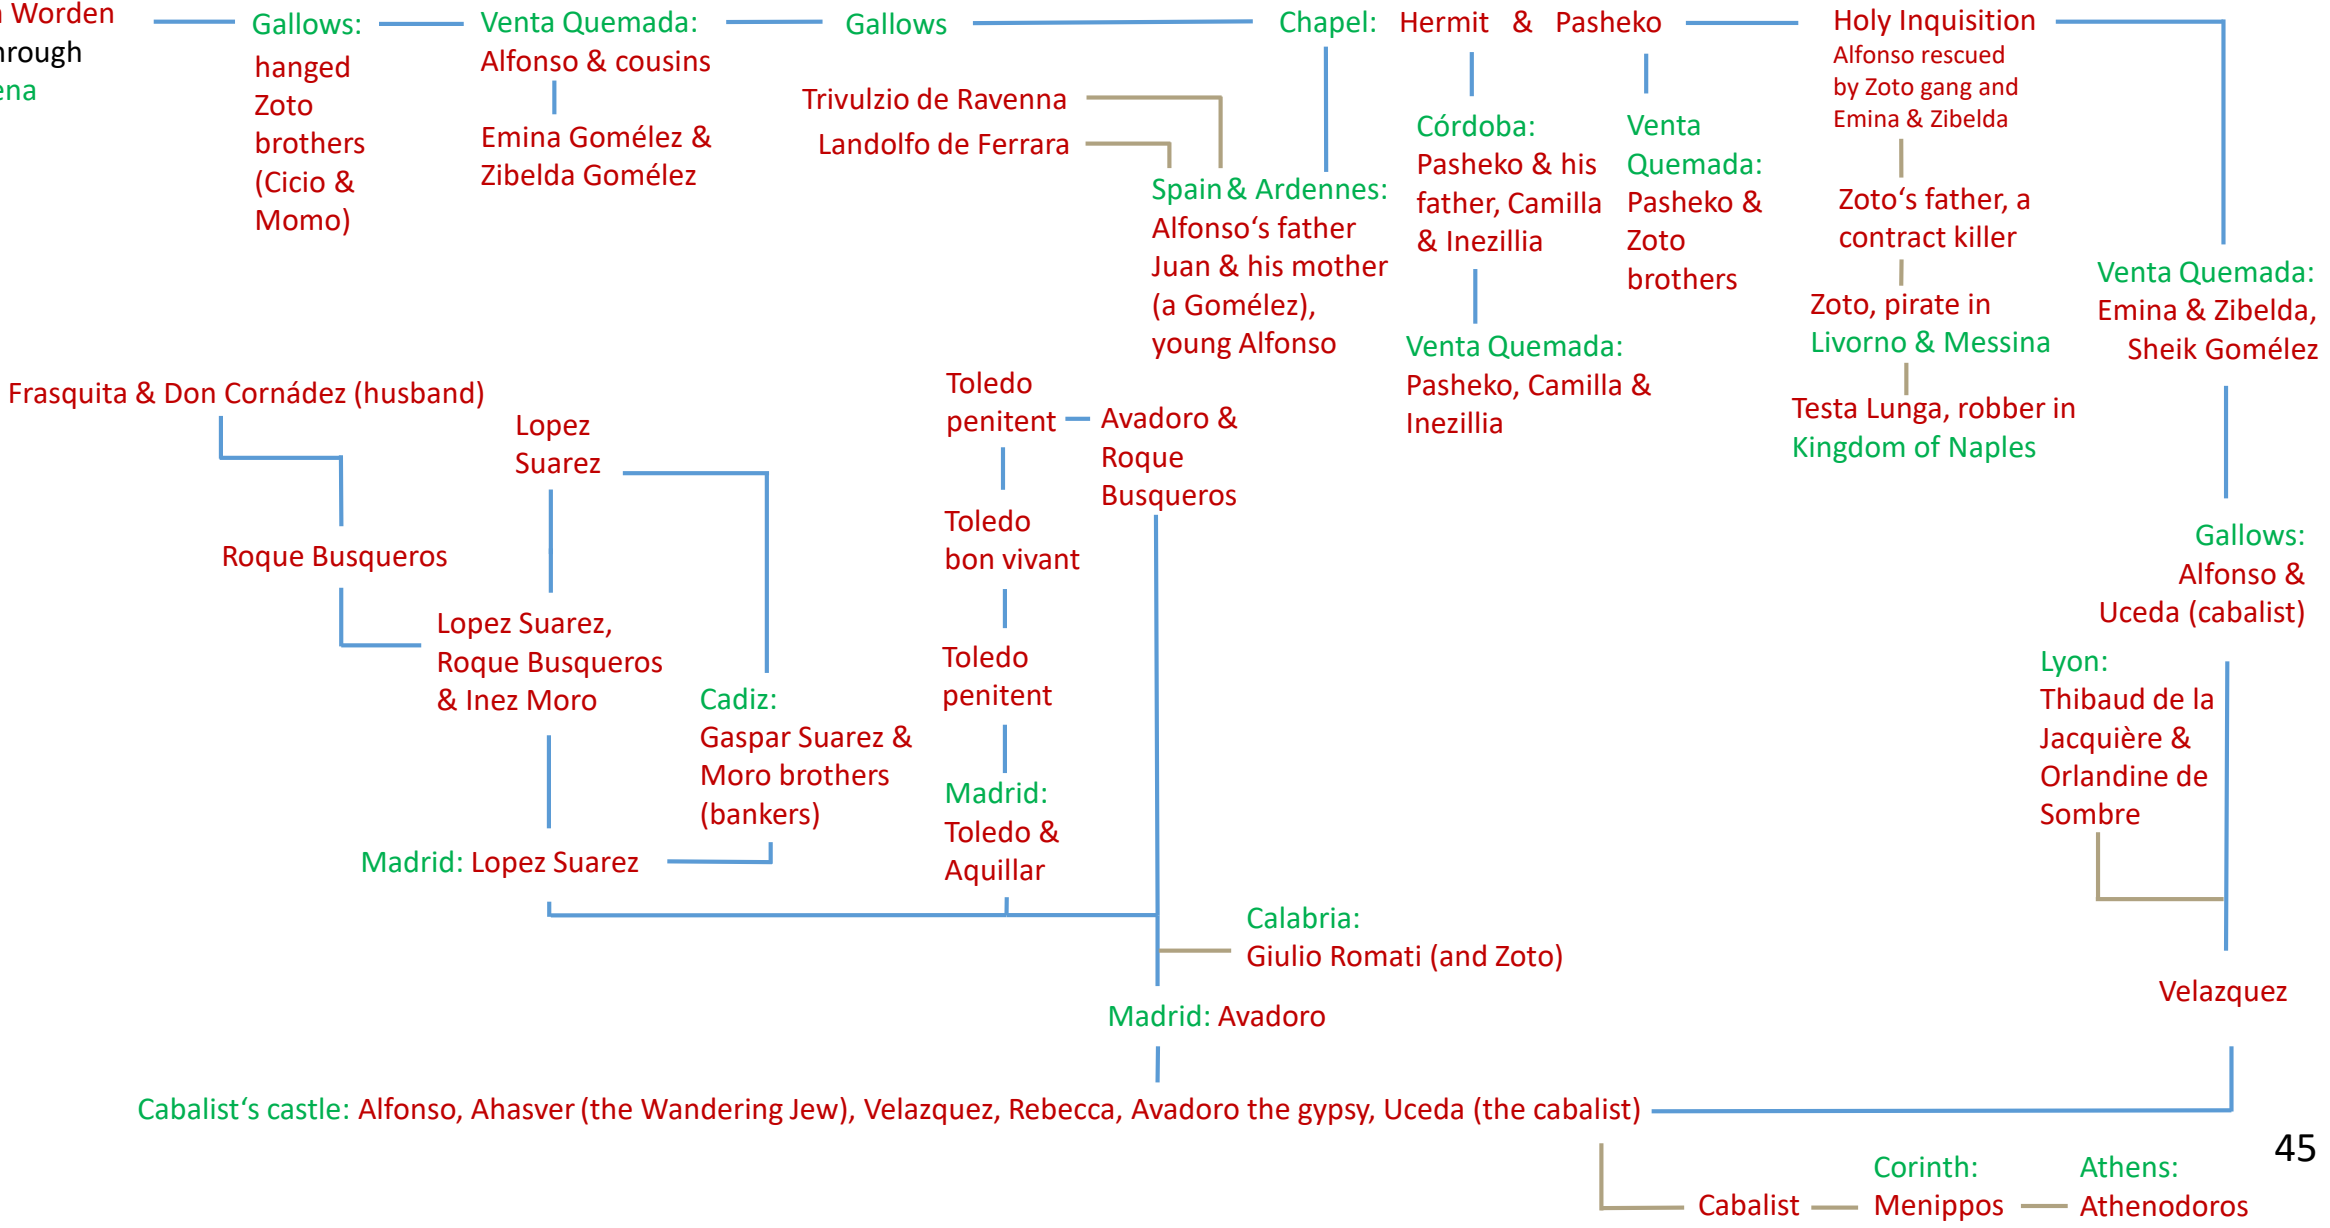 Worden
hrough
ena
Gallows:
hanged
Zoto
brothers
(Cicio &
Momo)
Venta Quemada:
Alfonso & cousins
Emina Gomélez &
Zibelda Gomélez
Gallows
Trivulzio de Ravenna
Landolfo de Ferrara
Chapel: Hermit & Pasheko
Spain & Ardennes:
Alfonso‘s father
Juan & his mother
(a Gomélez),
young Alfonso
Córdoba:
Pasheko & his
father, Camilla
& Inezillia
Venta Quemada:
Pasheko, Camilla &
Inezillia
Venta
Quemada:
Pasheko &
Zoto
brothers
Holy Inquisition
Alfonso rescued
by Zoto gang and
Emina & Zibelda
Zoto‘s father, a
contract killer
Zoto, pirate in
Livorno & Messina
Testa Lunga, robber in
Kingdom of Naples
Venta Quemada:
Emina & Zibelda,
Sheik Gomélez
Gallows:
Alfonso &
Uceda (cabalist)
Lyon:
Thibaud de la
Jacquière &
Orlandine de
Sombre
Velazquez
Frasquita & Don Cornádez (husband)
Roque Busqueros
Lopez
Suarez
Lopez Suarez,
Roque Busqueros
& Inez Moro
Cadiz:
Gaspar Suarez &
Moro brothers
(bankers)
Madrid: Lopez Suarez
Toledo
penitent
Avadoro &
Roque
Busqueros
Toledo
bon vivant
Toledo
penitent
Madrid:
Toledo &
Aquillar
Calabria:
Giulio Romati (and Zoto)
Madrid: Avadoro
Cabalist‘s castle: Alfonso, Ahasver (the Wandering Jew), Velazquez, Rebecca, Avadoro the gypsy, Uceda (the cabalist)
Cabalist
Corinth:
Menippos
Athens:
Athenodoros
45